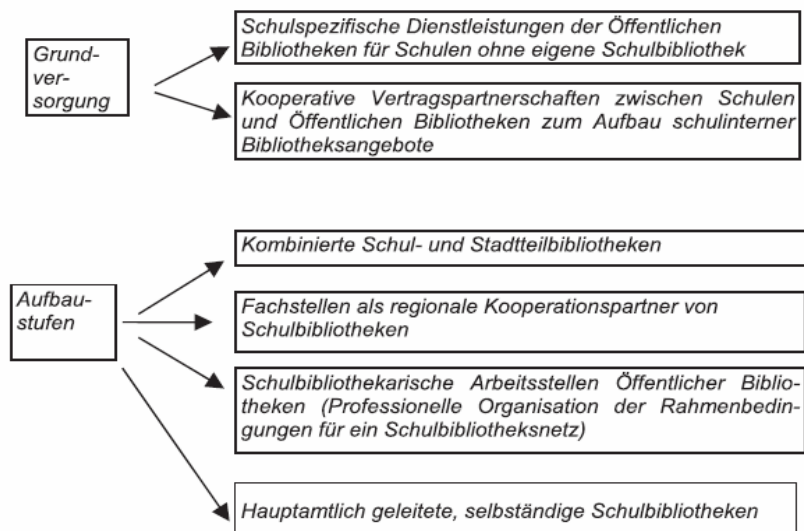 Grund-
ver-
sorgung
Schulspezifische Dienstleistungen der Öffentlichen
Bibliotheken für Schulen ohne eigene Schulbibliothek
Kooperative Vertragspartnerschaften zwischen Schulen
und Öffentlichen Bibliotheken zum Aufbau schulinterner
Bibliotheksangebote
Aufbau-
stufen
Kombinierte Schul- und Stadtteilbibliotheken
Fachstellen als regionale Kooperationspartner von
Schulbibliotheken
Schulbibliothekarische Arbeitsstellen Öffentlicher Biblio-
theken (Professionelle Organisation der Rahmenbedin-
gungen für ein Schulbibliotheksnetz)
Hauptamtlich geleitete, selbständige Schulbibliotheken